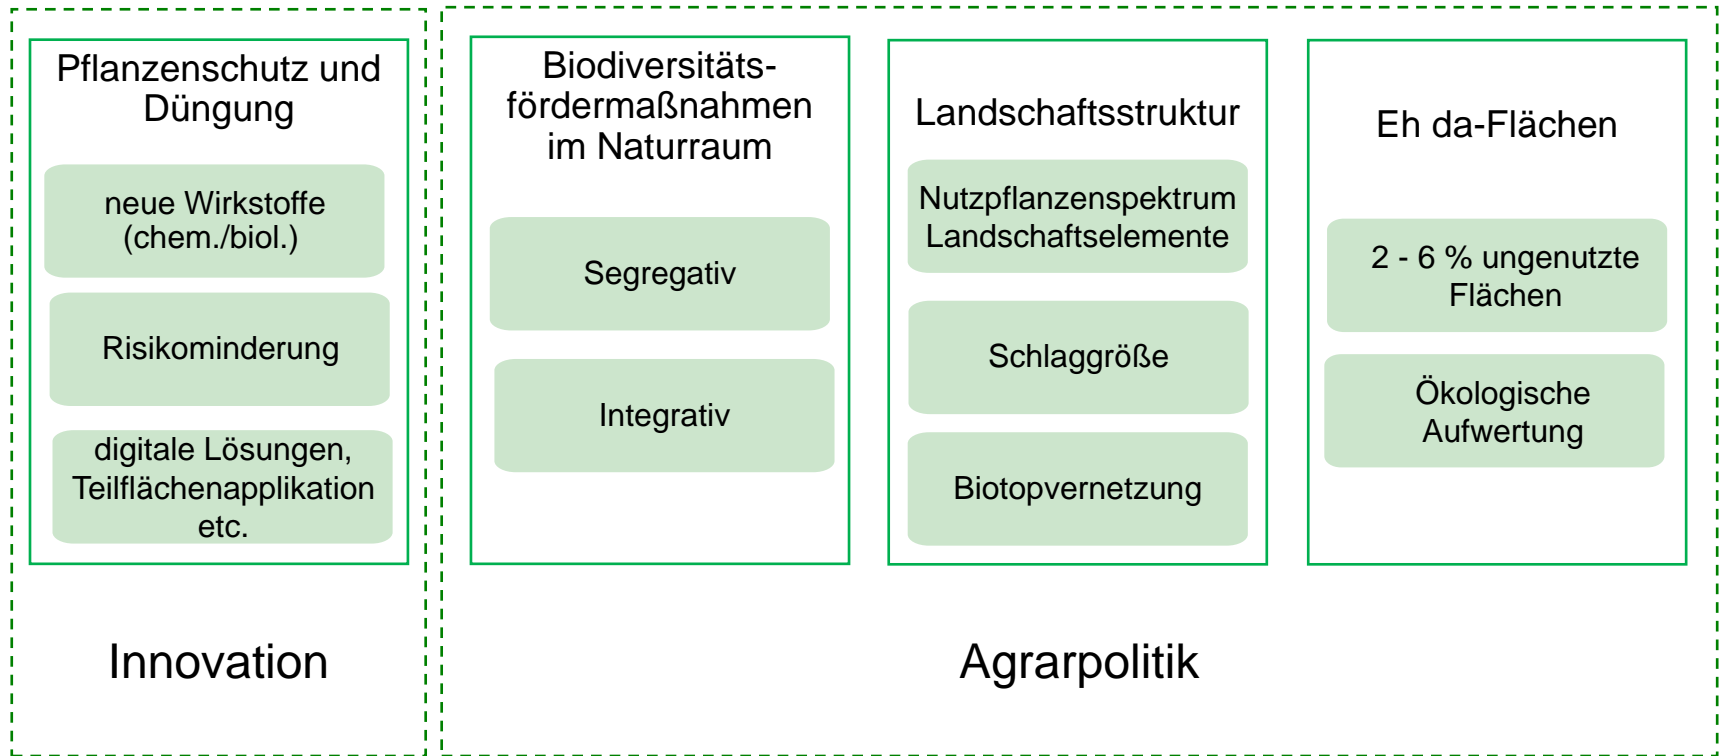 Pflanzenschutz und
Düngung
neue Wirkstoffe
(chem./biol.)
Risikominderung
digitale Lösungen,
Teilflächenapplikation
etc.
Innovation
Biodiversitäts-
fördermaßnahmen
im Naturraum
Segregativ
Integrativ
Landschaftsstruktur
Nutzpflanzenspektrum
Landschaftselemente
Schlaggröße
Biotopvernetzung
Eh da-Flächen
2 - 6 % ungenutzte
Flächen
Ökologische
Aufwertung
Agrarpolitik